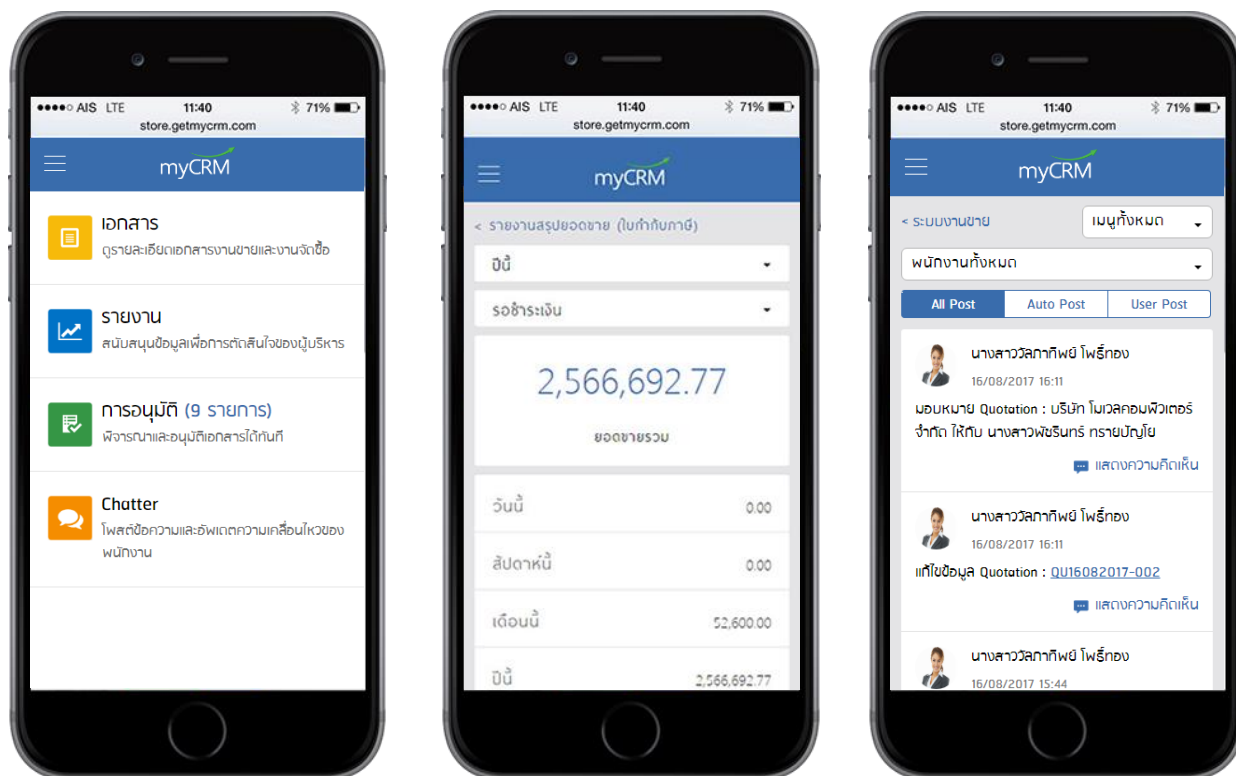 AIS LTE 11:40 71%
store.getmycrm.com
myCRM
เอกสาร
ดูรายละเอียดเอกสารงานขายและงานจัดซื้อ
รายงาน
สนับสนุนข้อมูลเพื่อการตัดสินใจของผู้บริหาร
การอนุมัติ (9 รายการ)
พิจารณาและอนุมัติเอกสารได้ทันที
Chatter
โพสต์ข้อความและอัพเดตความเคลื่อนไหวของ
พนักงาน
AIS LTE 11:40 71%
store.getmycrm.com
myCRM
< รายงานสรุปยอดขาย (ใบกำกับภาษี)
ปีนี้
รอชำระเงิน
2,566,692.77
ยอดขายรวม
วันนี้ 0.00
สัปดาห์นี้ 0.00
เดือนนี้ 52,600.00
ปีนี้ 2,566,692.77
AIS LTE 11:40 71%
store.getmycrm.com
myCRM
< ระบบงานขาย เมนูทั้งหมด
พนักงานทั้งหมด
All Post Auto Post User Post
นางสาววัลภาทิพย์ โพธิ์ทอง
16/08/2017 16:11
มอบหมาย Quotation : บริษัท โมเวลคอมพิวเตอร์
จำกัด ให้กับ นางสาวพัชรินทร์ ทรายปัญโย
แสดงความคิดเห็น
นางสาววัลภาทิพย์ โพธิ์ทอง
16/08/2017 16:11
แก้ไขข้อมูล Quotation : QU16082017-002
แสดงความคิดเห็น
นางสาววัลภาทิพย์ โพธิ์ทอง
16/08/2017 15:44